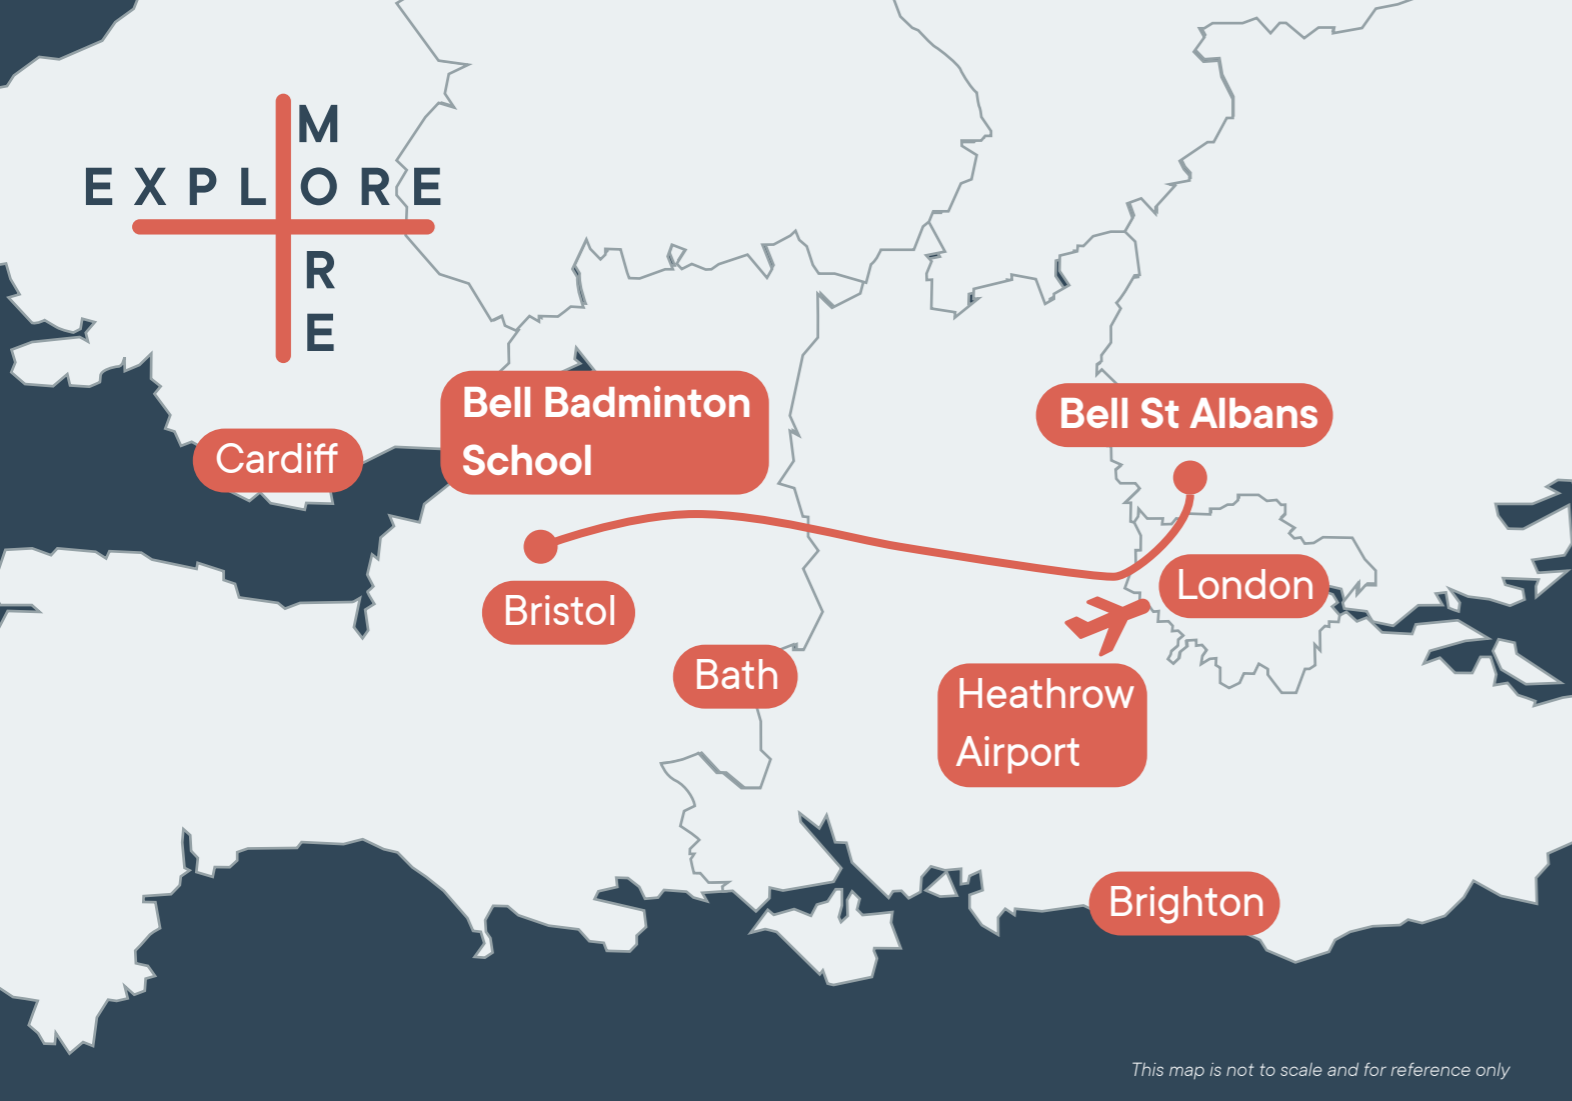 M
EXPLORE
R
E
Bell Badminton
School
Bell St Albans
Cardiff
London
Bristol
Bath
Heathrow
Airport
Brighton
This map is not to scale and for reference only